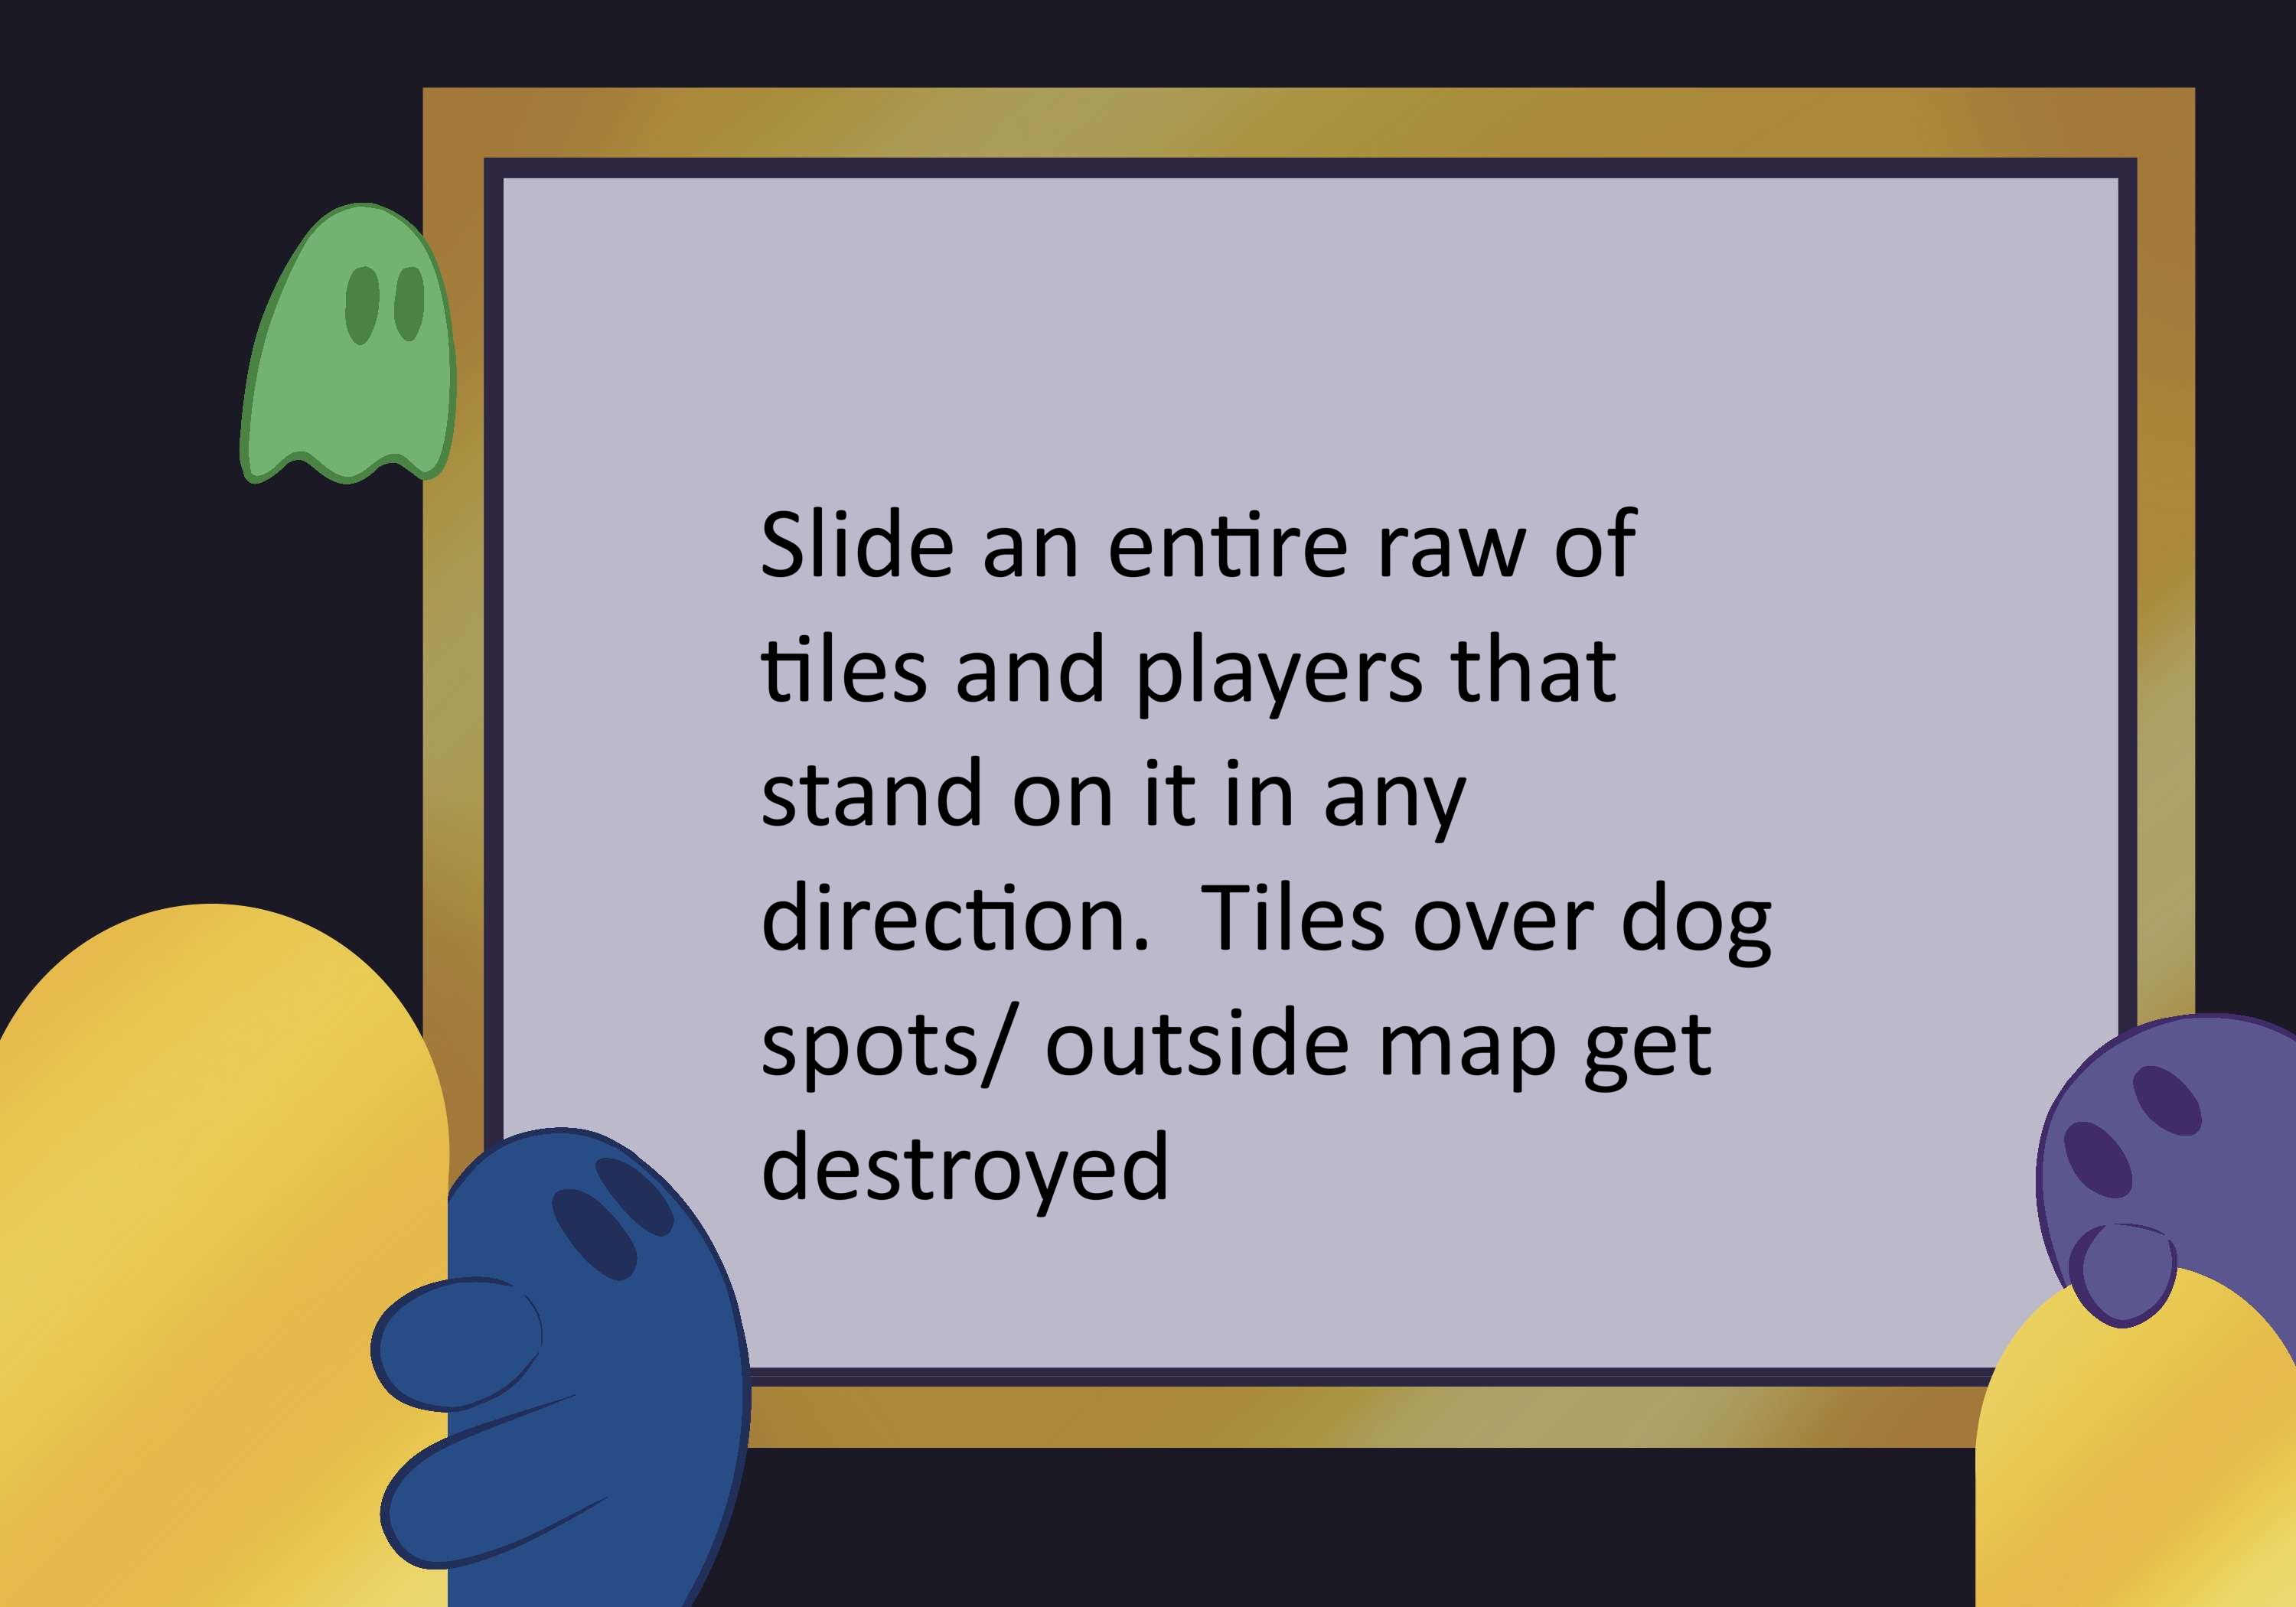 Slide an entire raw of
tiles and players that
stand on it in any
direction.  Tiles over dog
spots/ outside map get
destroyed